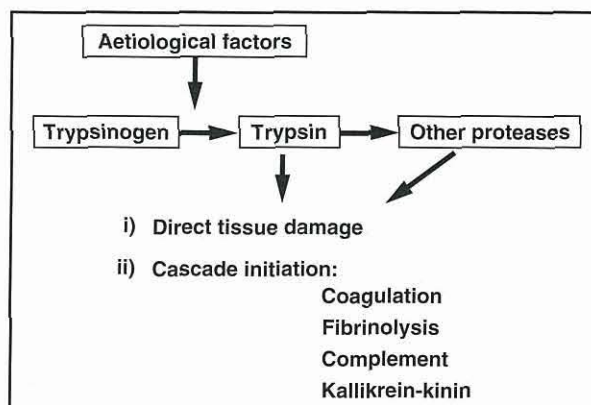 Aetiological factors
Trypsinogen Trypsin Other proteases
i) Direct tissue damage
ii) Cascade initiation:
Coagulation
Fibrinolysis
Complement
Kallikrein-kinin